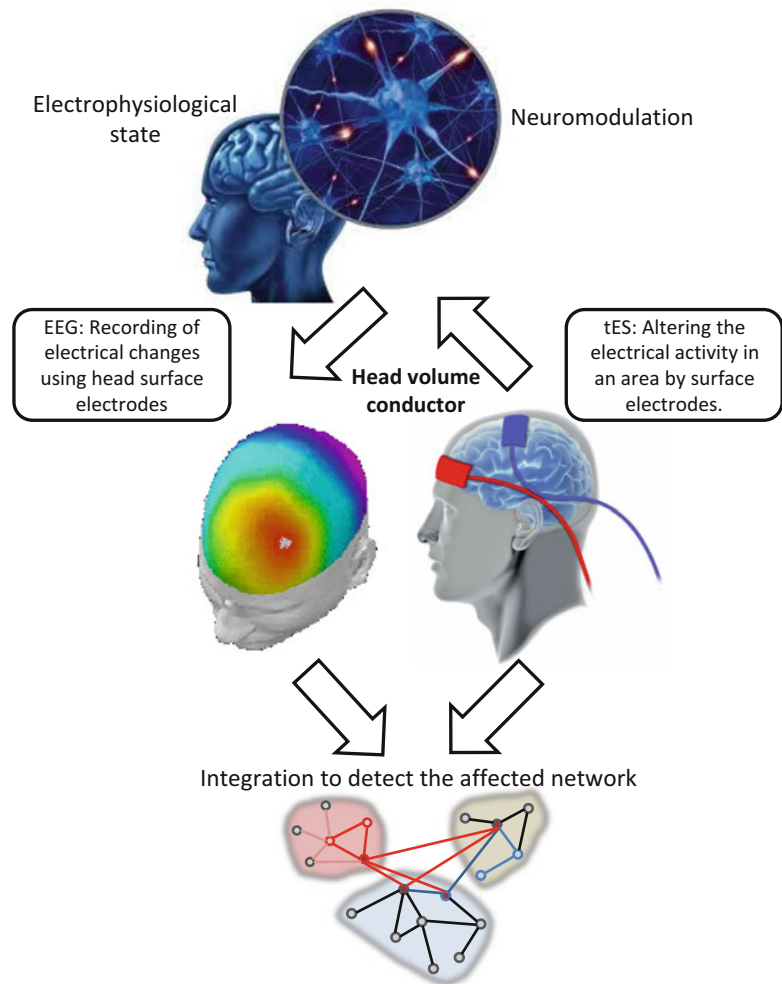 Electrophysiological
state
Neuromodulation
EEG: Recording of
electrical changes
using head surface
electrodes
tES: Altering the
electrical activity in
an area by surface
electrodes.
Head volume
conductor
Integration to detect the affected network